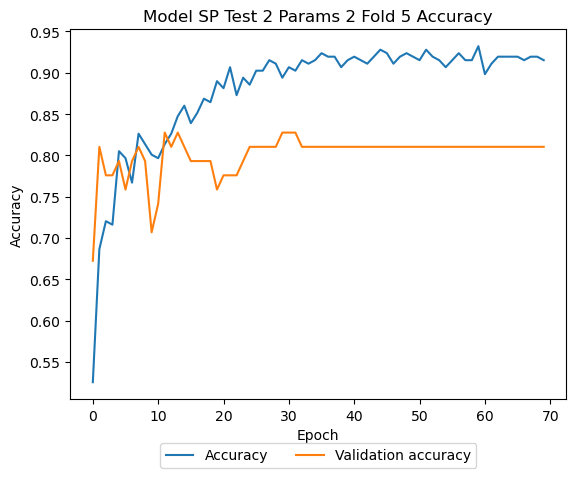 Model SP Test 2 Params 2 Fold 5 Accuracy
0.95
0.90
0.85
0.80
0.75
0.70
0.65
0.60
0.55
Accuracy
0 10 20 30 40 50 60 70
Epoch
Accuracy Validation accuracy